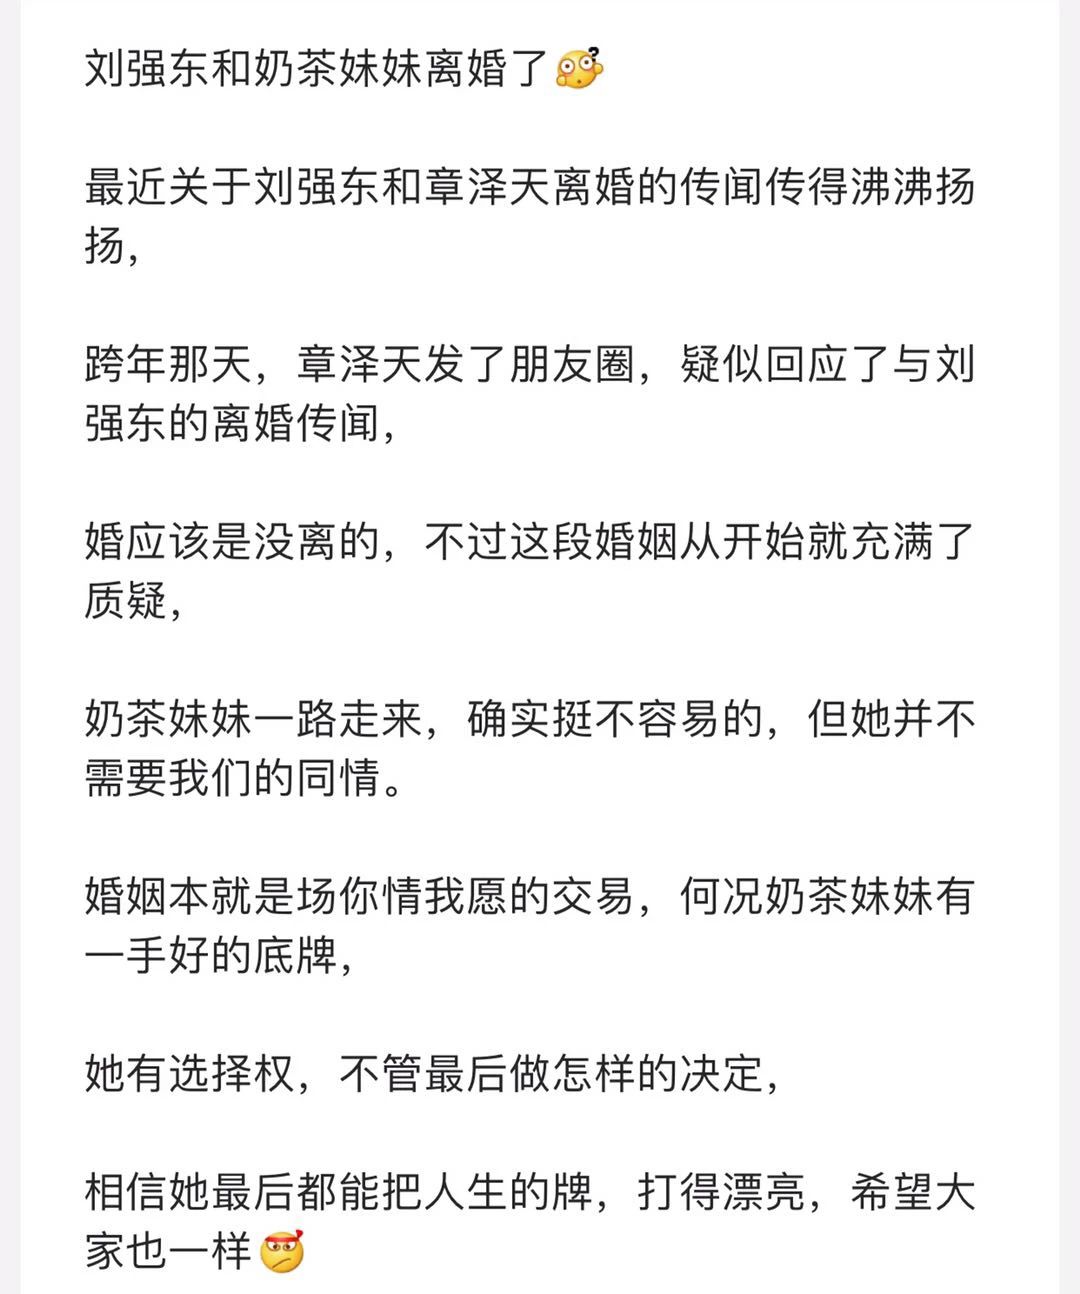 刘强东和奶茶妹妹离婚了
最近关于刘强东和章泽天离婚的传闻传得沸沸扬
扬，
跨年那天，章泽天发了朋友圈，疑似回应了与刘
强东的离婚传闻，
婚应该是没离的，不过这段婚姻从开始就充满了
质疑，
奶茶妹妹一路走来，确实挺不容易的，但她并不
需要我们的同情。
婚姻本就是场你情我愿的交易，何况奶茶妹妹有
一手好的底牌，
她有选择权，不管最后做怎样的决定，
相信她最后都能把人生的牌，打得漂亮，希望大
家也一样